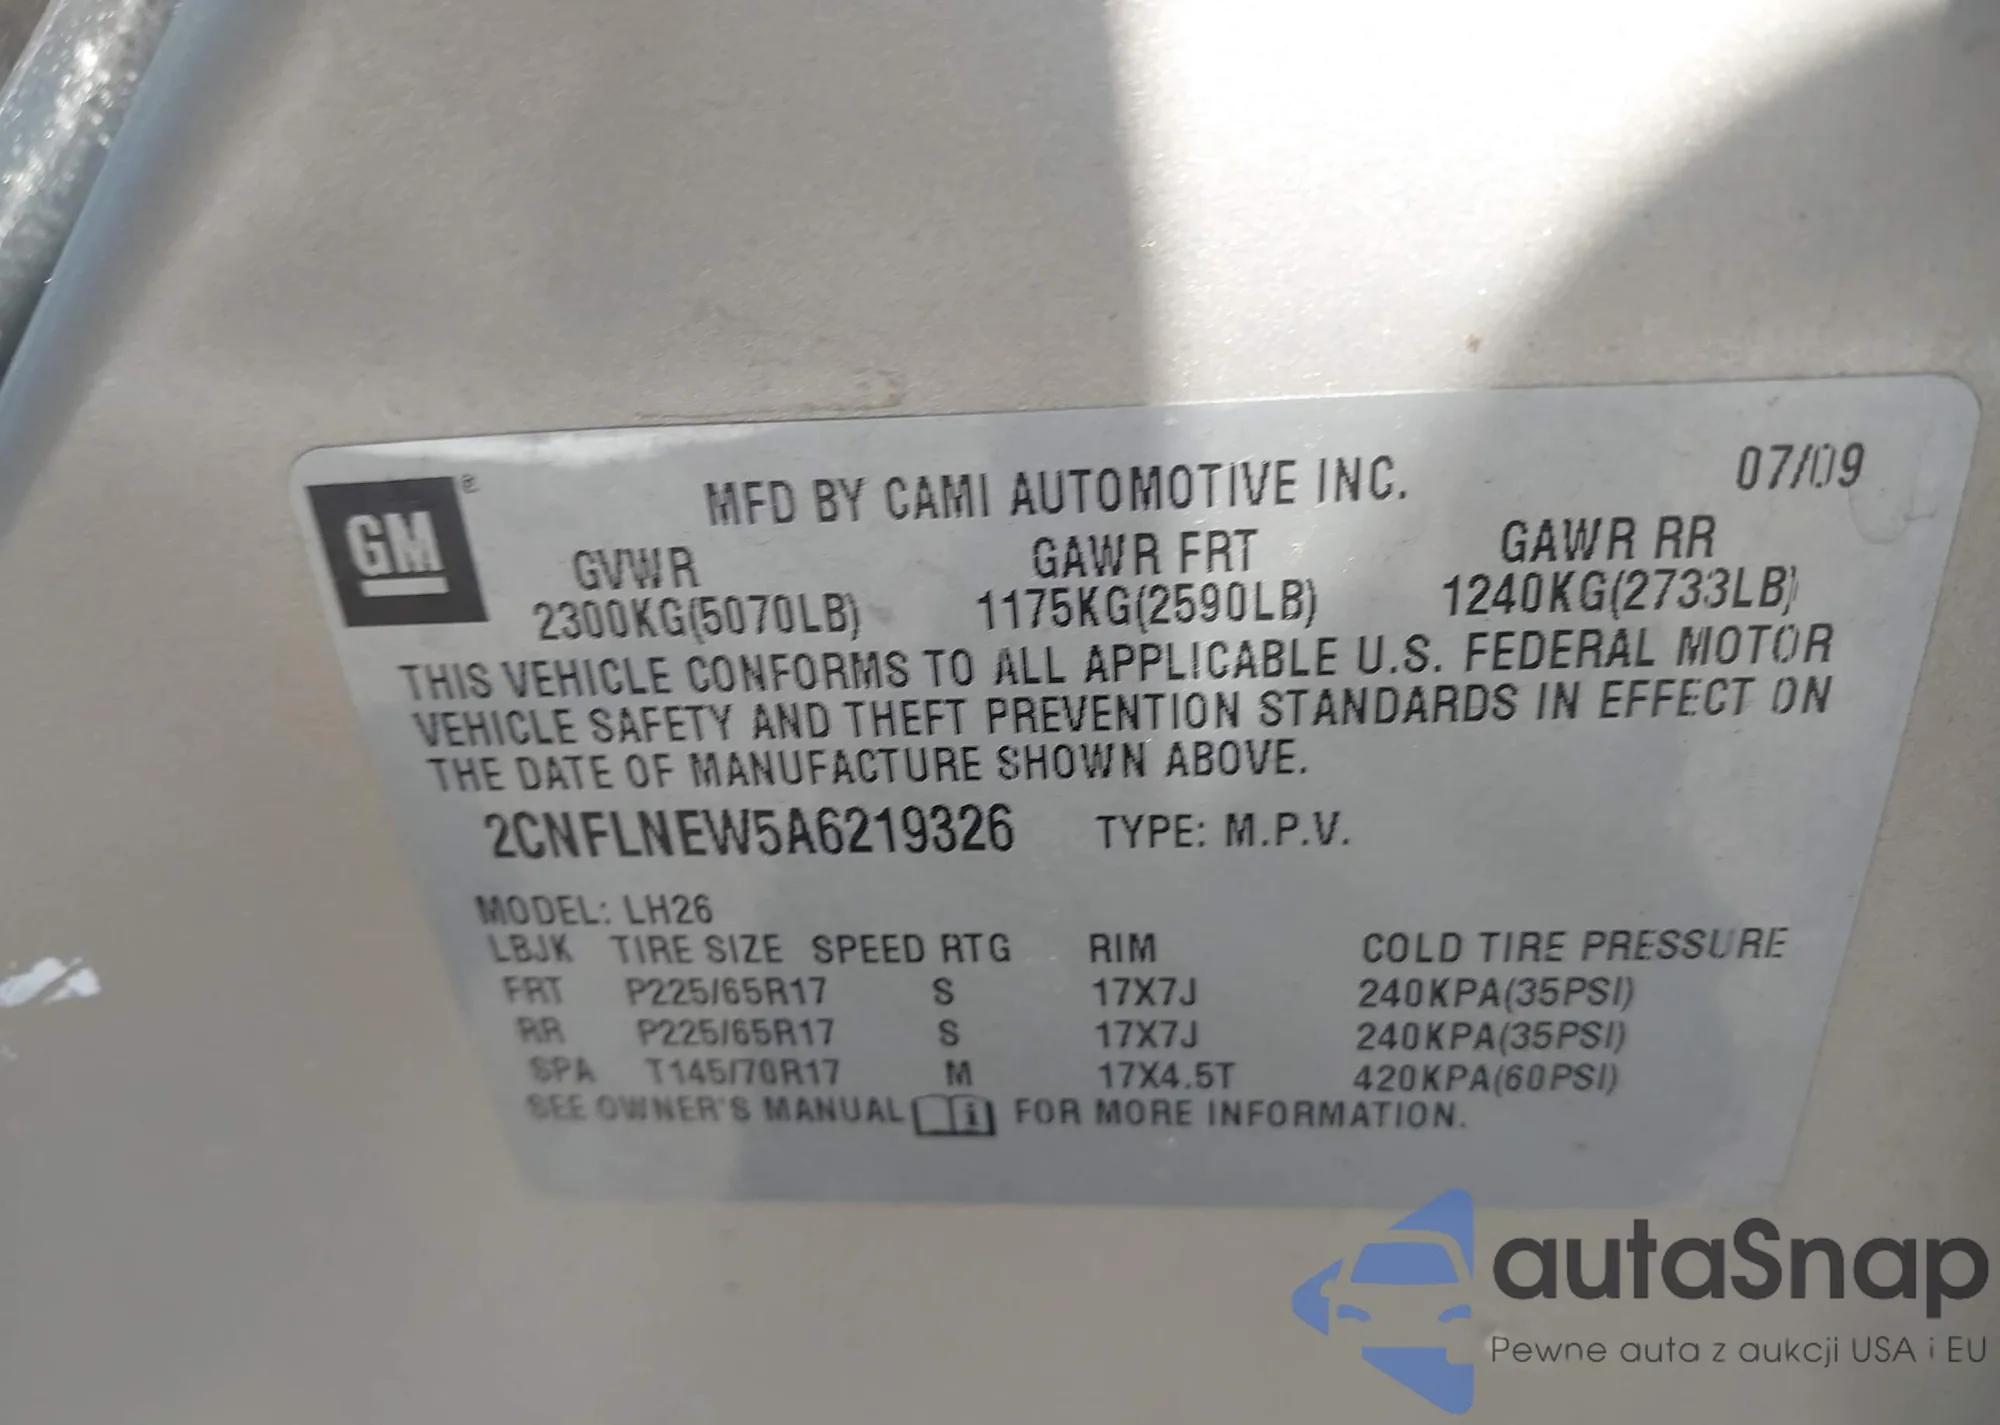 GM ®
MFD BY CAMI AUTOMOTIVE INC. 07/09
GVWR GAWR FRT GAWR RR
2300KG(5070LB) 1175KG(2590LB) 1240KG(2733LB)
THIS VEHICLE CONFORMS TO ALL APPLICABLE U.S. FEDERAL MOTOR
VEHICLE SAFETY AND THEFT PREVENTION STANDARDS IN EFFECT ON
THE DATE OF MANUFACTURE SHOWN ABOVE.
2CNFLNEW5A6219326 TYPE: M.P.V.
MODEL: LH26
LBJK TIRE SIZE SPEED RTG RIM COLD TIRE PRESSURE
FRT P225/65R17 S 17X7J 240KPA(35PSI)
RR P225/65R17 S 17X7J 240KPA(35PSI)
SPA T145/70R17 M 17X4.5T 420KPA(60PSI)
SEE OWNER'S MANUAL i FOR MORE INFORMATION.
autaSnap
Pewne auta z aukcji USA i EU